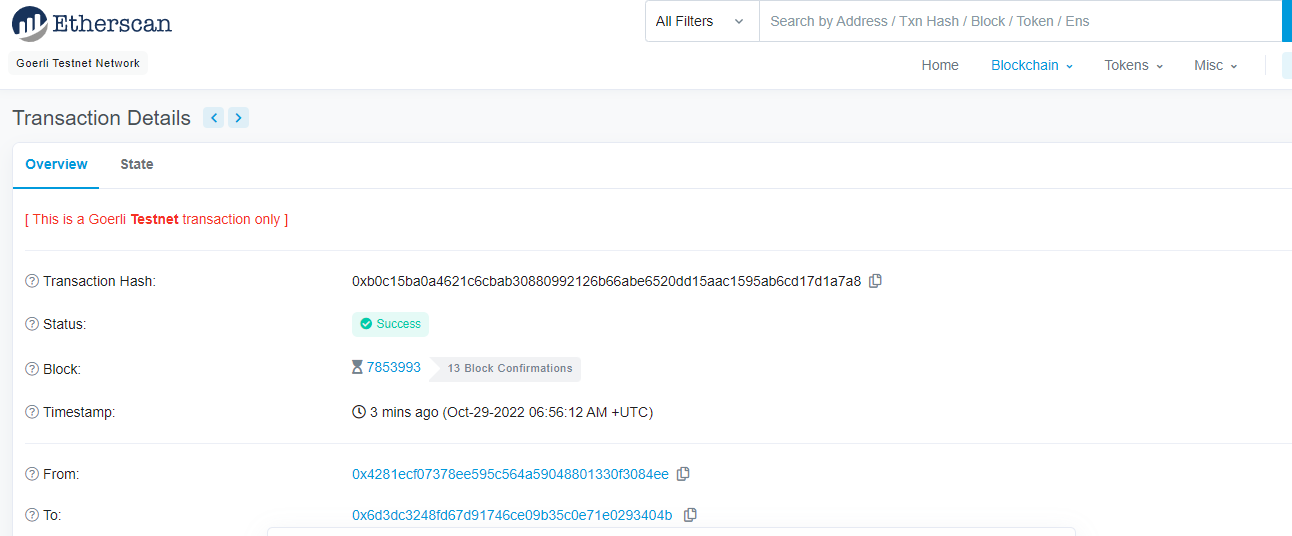 Etherscan
All Filters
Search by Address / Txn Hash / Block / Token / Ens
Goerli Testnet Network
Home Blockchain Tokens Misc
Transaction Details
Overview State
[ This is a Goerli Testnet transaction only ]
Transaction Hash: 0xb0c15ba0a4621c6cbab30880992126b66abe6520dd15aac1595ab6cd17d1a7a8
Status: Success
Block: 7853993 13 Block Confirmations
Timestamp: 3 mins ago (Oct-29-2022 06:56:12 AM +UTC)
From: 0x4281ecf07378ee595c564a59048801330f3084ee
To: 0x6d3dc3248fd67d91746ce09b35c0e71e0293404b